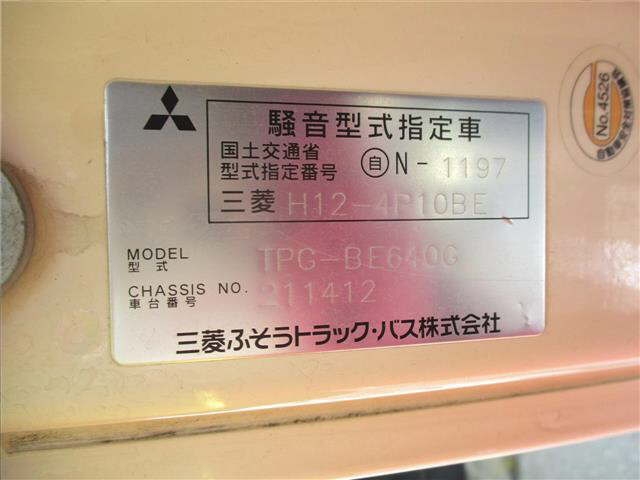 騒音型式指定車
国土交通省
型式指定番号 自 N-1197
三菱 H12-4P10BE
MODEL
型式 TPG-BE640G
CHASSIS NO.
車台番号 211412
三菱ふそうトラック・バス株式会社
No.4526